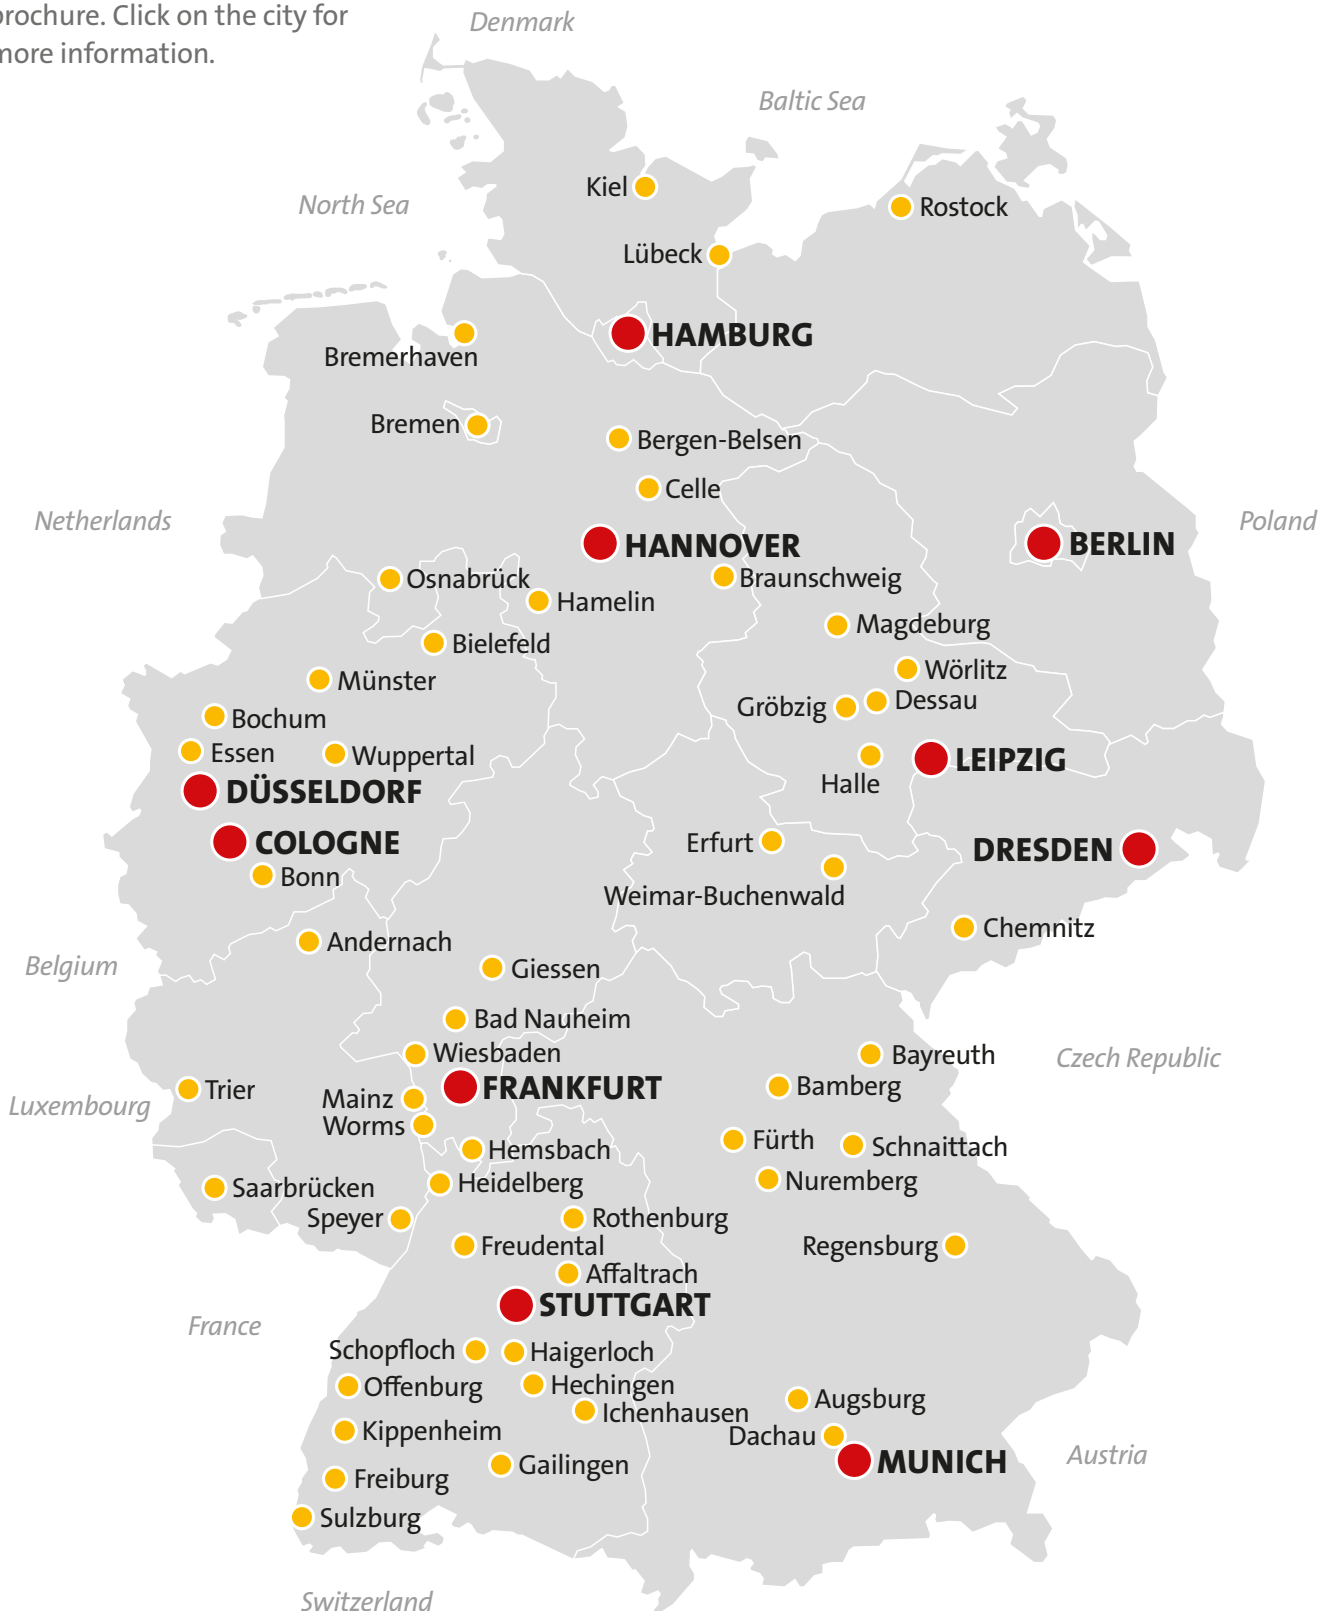 brochure. Click on the city for
more information.
Denmark
Baltic Sea
North Sea
Kiel
Rostock
Lübeck
HAMBURG
Bremerhaven
Bremen
Bergen-Belsen
Celle
Netherlands
Poland
HANNOVER
BERLIN
Osnabrück
Braunschweig
Hamelin
Magdeburg
Bielefeld
Wörlitz
Münster
Dessau
Gröbzig
Bochum
Essen
Wuppertal
LEIPZIG
Halle
DÜSSELDORF
COLOGNE
Erfurt
DRESDEN
Bonn
Weimar-Buchenwald
Chemnitz
Andernach
Belgium
Giessen
Bad Nauheim
Wiesbaden
Bayreuth
Czech Republic
Trier
FRANKFURT
Bamberg
Luxembourg
Mainz
Worms
Fürth
Schnaittach
Hemsbach
Saarbrücken
Heidelberg
Nuremberg
Speyer
Rothenburg
Freudental
Regensburg
Affaltrach
STUTTGART
France
Schopfloch
Haigerloch
Offenburg
Hechingen
Augsburg
Ichenhausen
Kippenheim
Dachau
Austria
MUNICH
Gailingen
Freiburg
Sulzburg
Switzerland